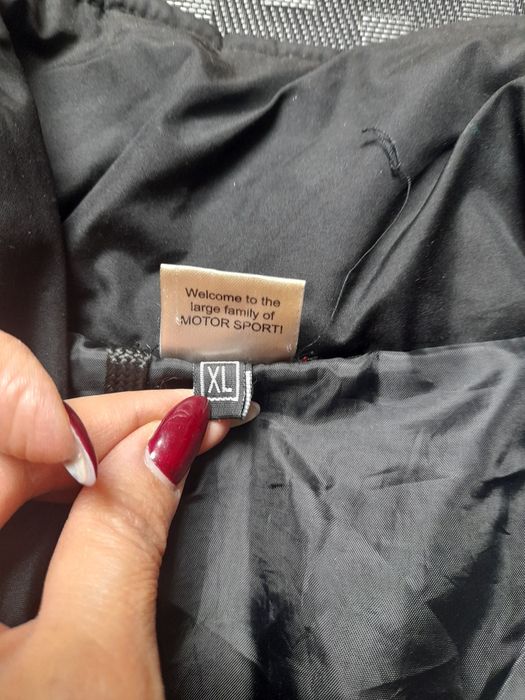 Welcome to the
large family of
MOTOR SPORT!
XL